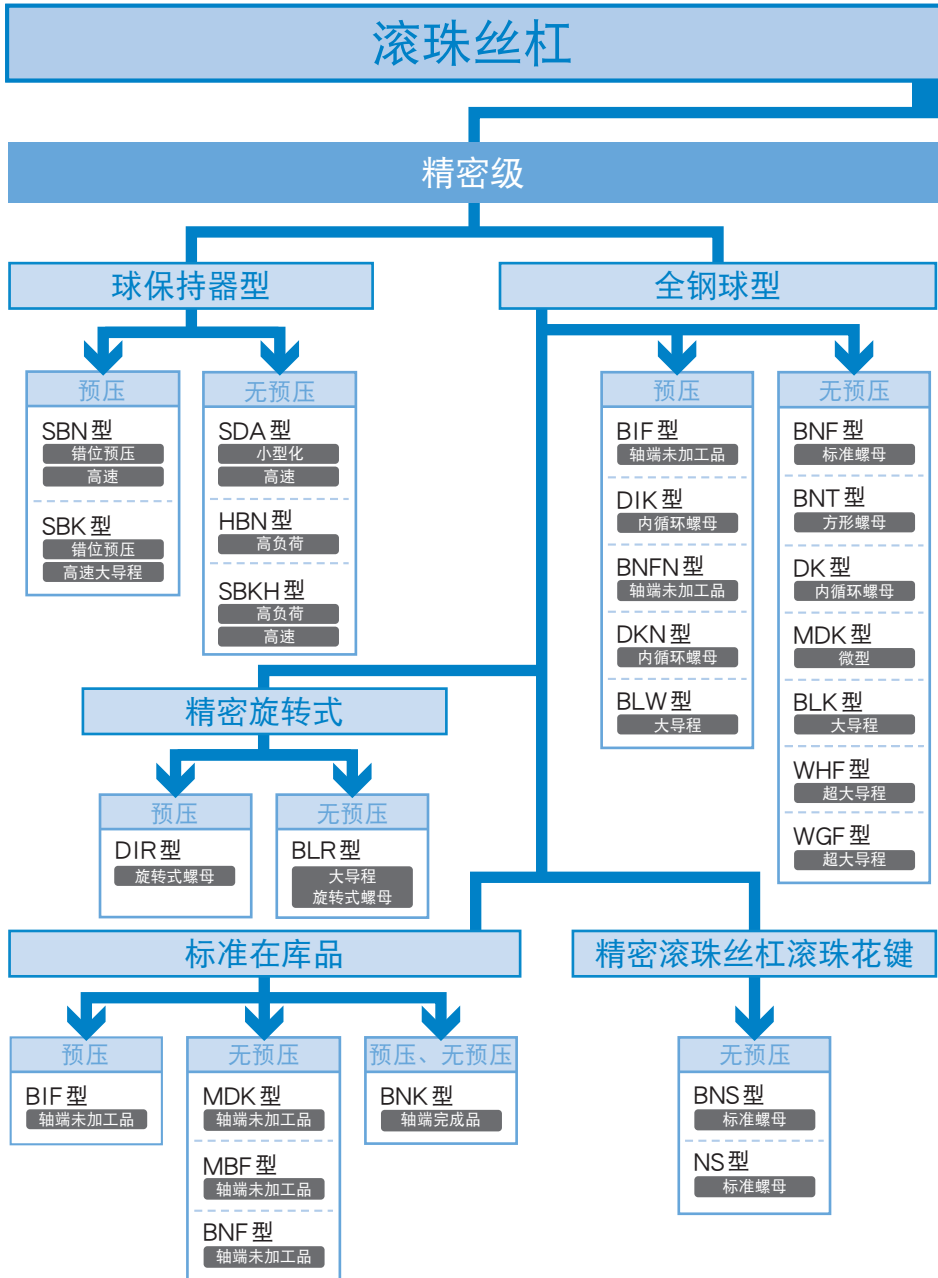 滚珠丝杠
精密级
球保持器型
全钢球型
预压
SBN型
错位预压
高速
SBK型
错位预压
高速大导程
无预压
SDA型
小型化
高速
HBN型
高负荷
SBKH型
高负荷
高速
预压
BIF型
轴端未加工品
DIK型
内循环螺母
BNFN型
轴端未加工品
DKN型
内循环螺母
BLW型
大导程
无预压
BNF型
标准螺母
BNT型
方形螺母
DK型
内循环螺母
MDK型
微型
BLK型
大导程
WHF型
超大导程
WGF型
超大导程
精密旋转式
预压
DIR型
旋转式螺母
无预压
BLR型
大导程
旋转式螺母
标准在库品
精密滚珠丝杠滚珠花键
预压
BIF型
轴端未加工品
无预压
MDK型
轴端未加工品
MBF型
轴端未加工品
BNF型
轴端未加工品
预压、无预压
BNK型
轴端完成品
无预压
BNS型
标准螺母
NS型
标准螺母